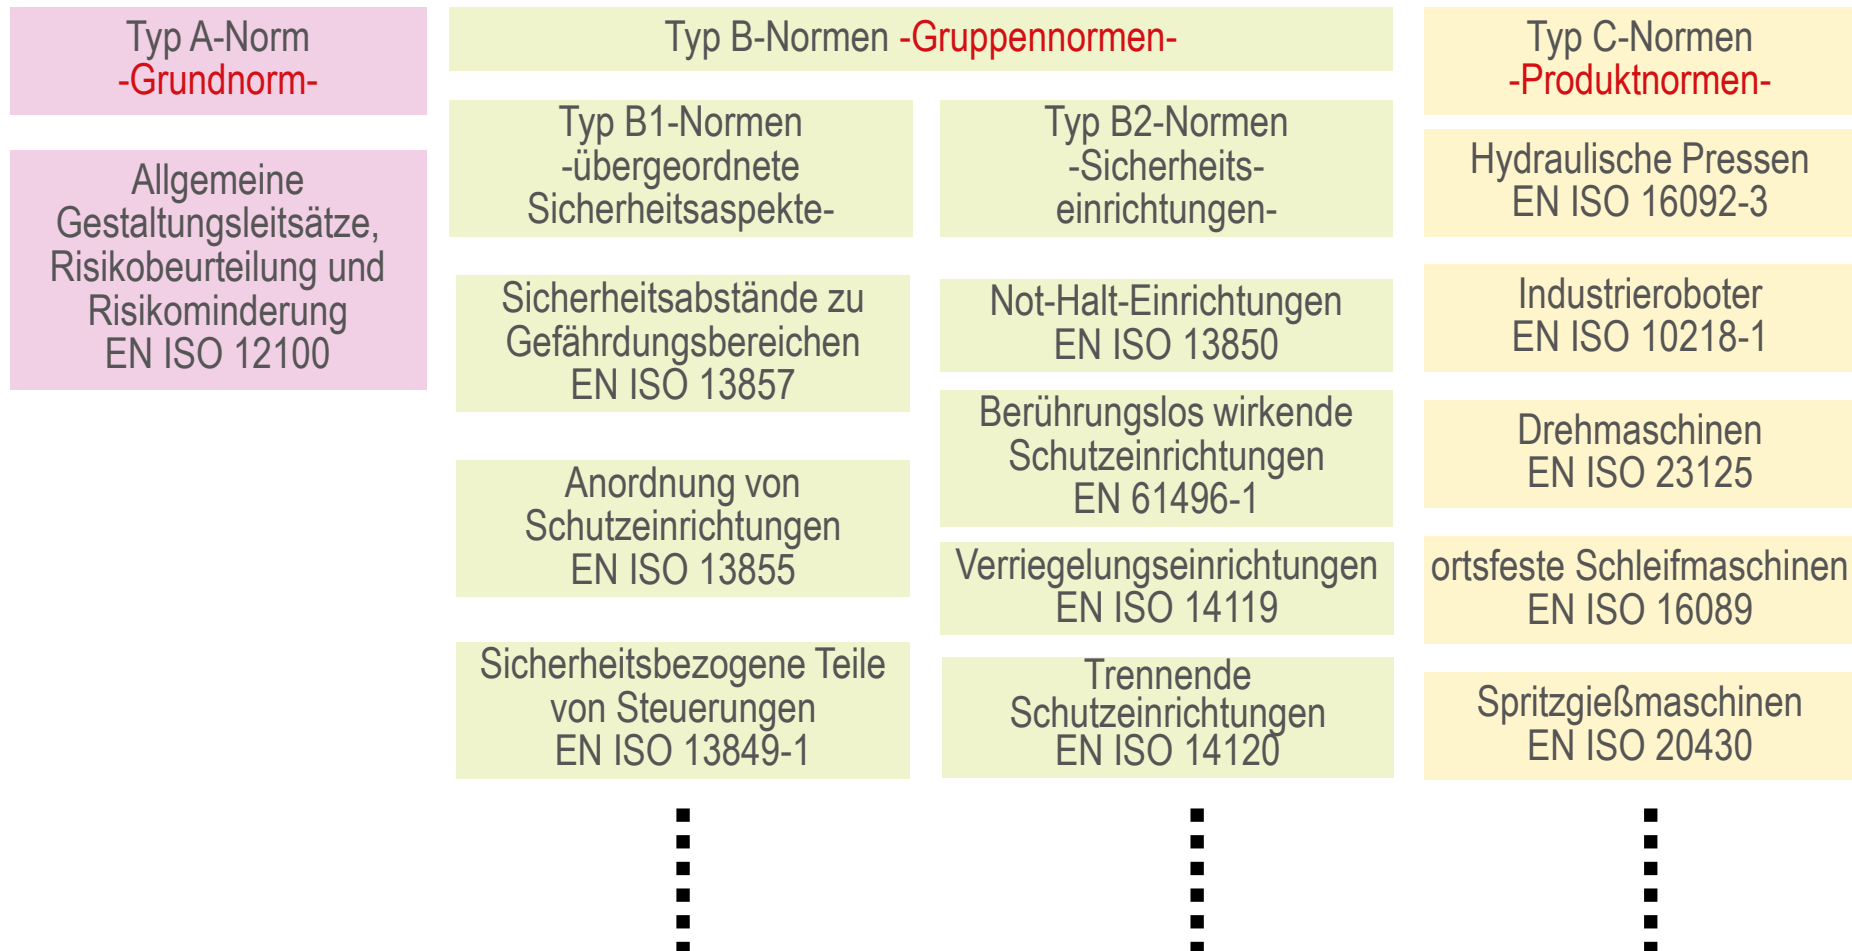 Typ A-Norm
-Grundnorm-
Allgemeine
Gestaltungsleitsätze,
Risikobeurteilung und
Risikominderung
EN ISO 12100
Typ B-Normen -Gruppennormen-
Typ B1-Normen
-übergeordnete
Sicherheitsaspekte-
Sicherheitsabstände zu
Gefährdungsbereichen
EN ISO 13857
Anordnung von
Schutzeinrichtungen
EN ISO 13855
Sicherheitsbezogene Teile
von Steuerungen
EN ISO 13849-1
Typ B2-Normen
-Sicherheits-
einrichtungen-
Not-Halt-Einrichtungen
EN ISO 13850
Berührungslos wirkende
Schutzeinrichtungen
EN 61496-1
Verriegelungseinrichtungen
EN ISO 14119
Trennende
Schutzeinrichtungen
EN ISO 14120
Typ C-Normen
-Produktnormen-
Hydraulische Pressen
EN ISO 16092-3
Industrieroboter
EN ISO 10218-1
Drehmaschinen
EN ISO 23125
ortsfeste Schleifmaschinen
EN ISO 16089
Spritzgießmaschinen
EN ISO 20430